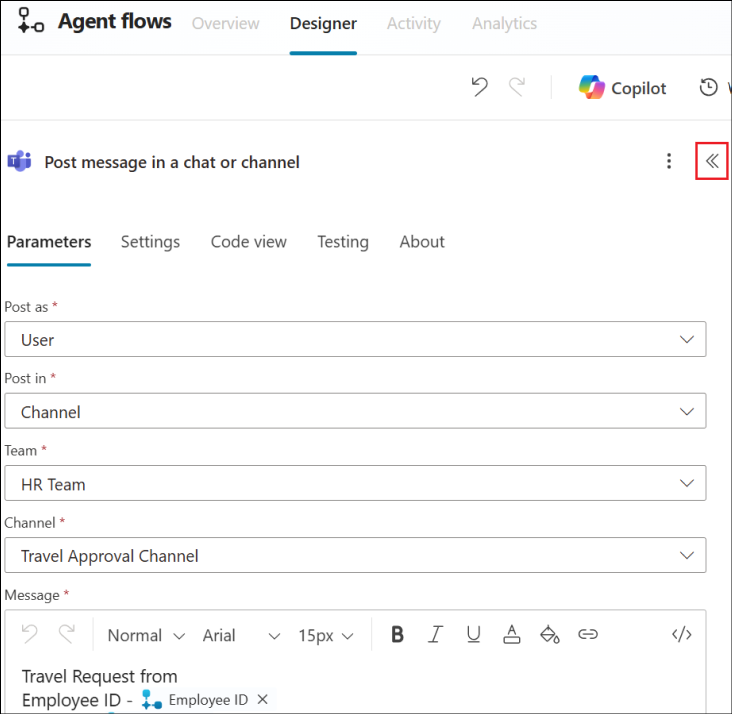 Agent flows Overview Designer Activity Analytics
Copilot
Post message in a chat or channel
Parameters Settings Code view Testing About
Post as *
User
Post in *
Channel
Team *
HR Team
Channel *
Travel Approval Channel
Message *
Normal Arial 15px B I U A </>
Travel Request from
Employee ID - Employee ID ×